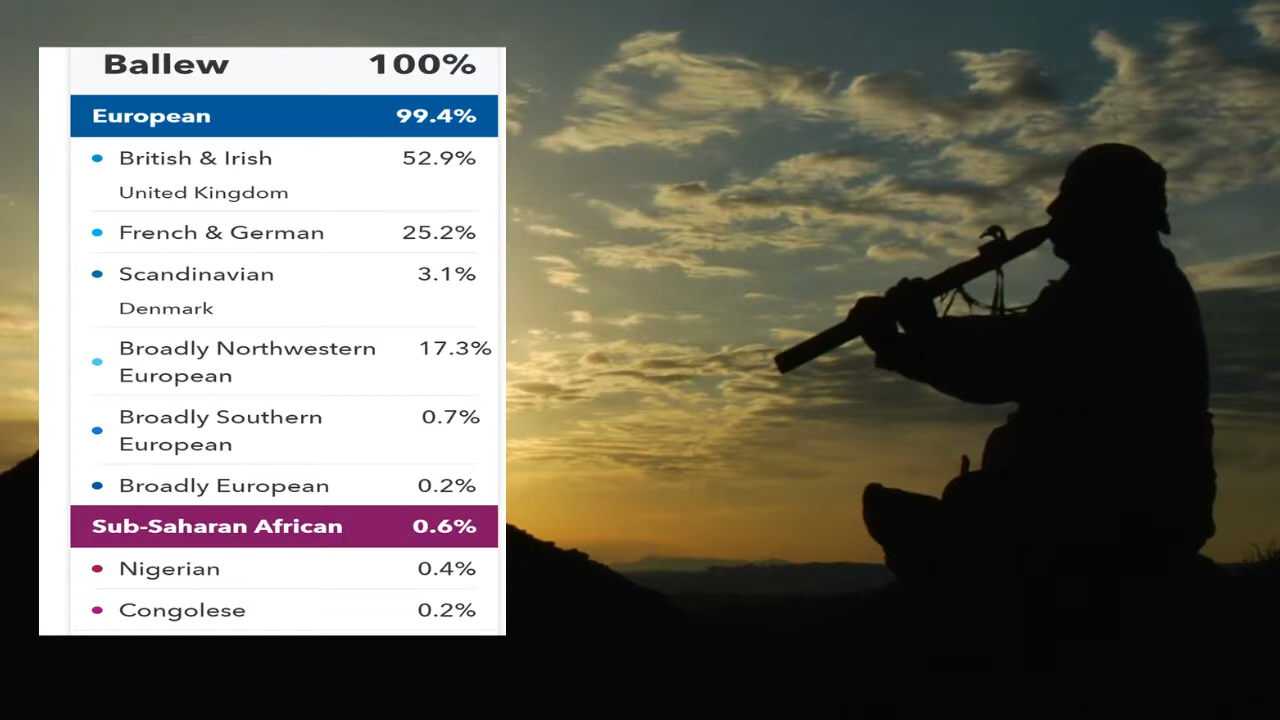 Ballew 100%
European 99.4%
British & Irish 52.9%
United Kingdom
French & German 25.2%
Scandinavian 3.1%
Denmark
Broadly Northwestern 17.3%
European
Broadly Southern 0.7%
European
Broadly European 0.2%
Sub-Saharan African 0.6%
Nigerian 0.4%
Congolese 0.2%